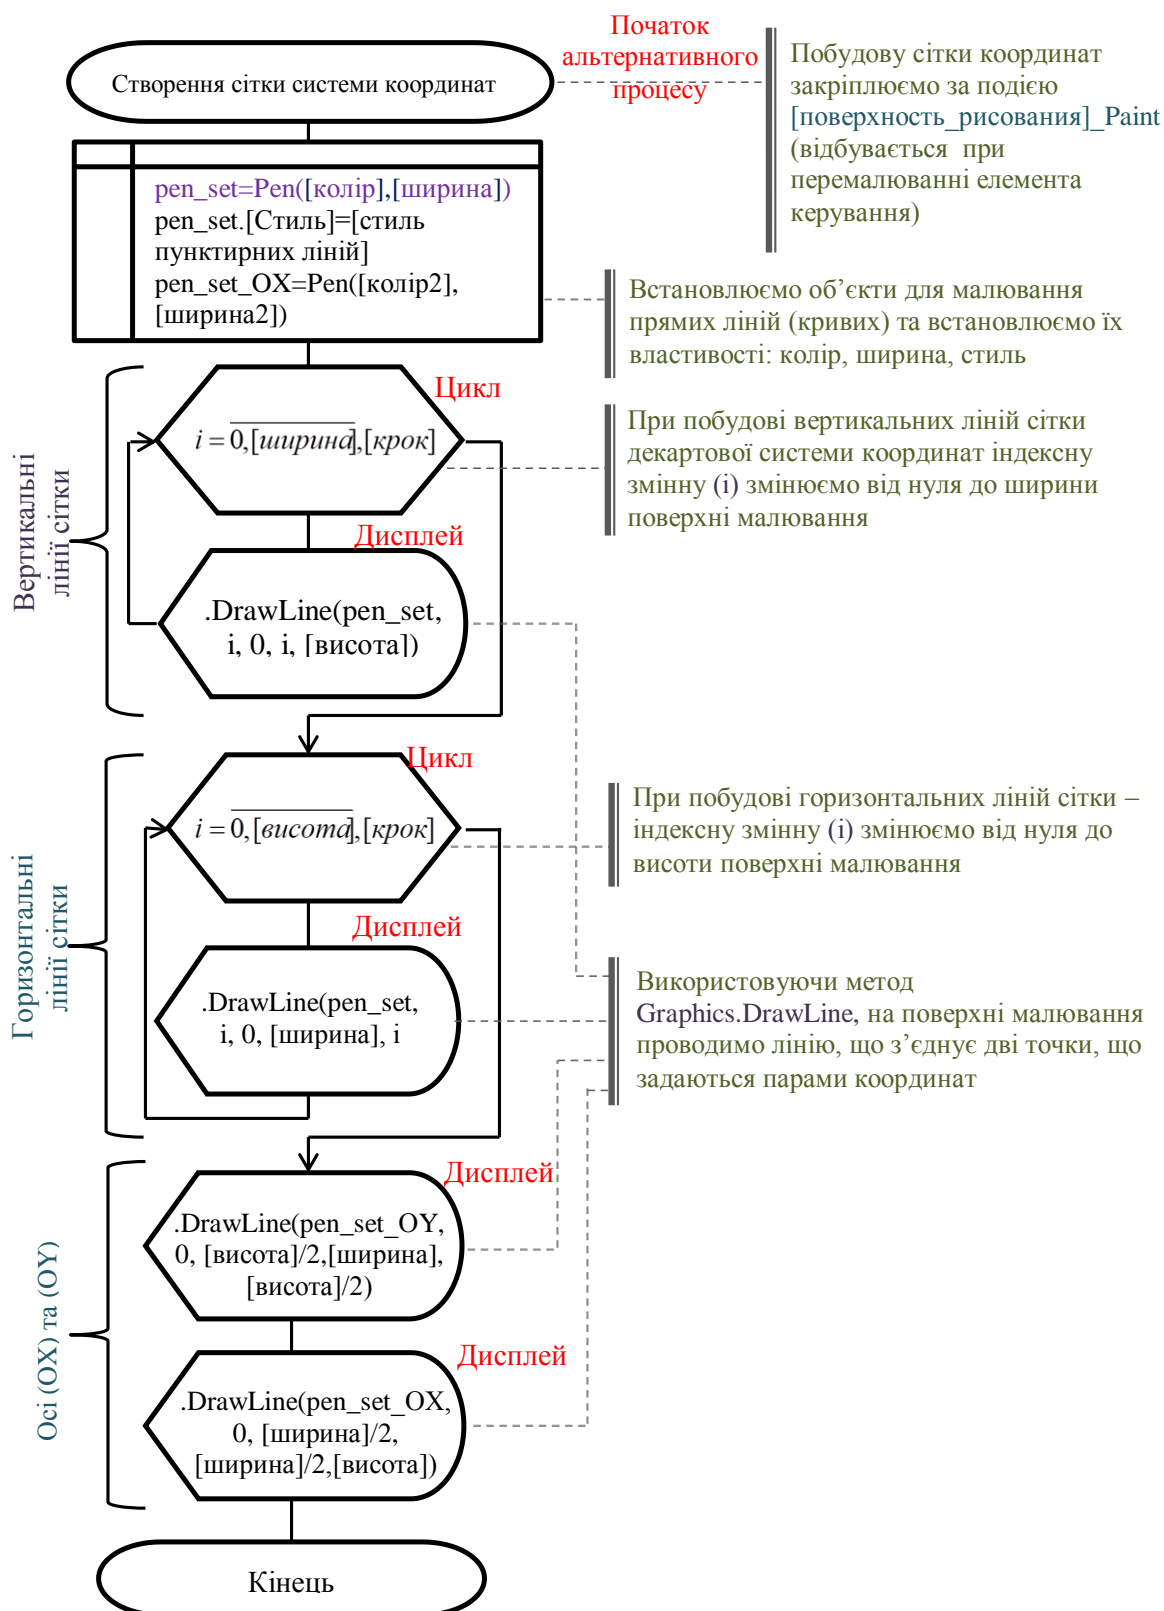 Початок
альтернативного
процесу
Створення сітки системи координат
Побудову сітки координат
закріплюємо за подією
[поверхность_рисования]_Paint
(відбувається при
перемалюванні елемента
керування)
pen_set=Pen([колір],[ширина])
pen_set.[Стиль]=[стиль
пунктирних ліній]
pen_set_OX=Pen([колір2],
[ширина2])
Встановлюємо об’єкти для малювання
прямих ліній (кривих) та встановлюємо їх
властивості: колір, ширина, стиль
Вертикальні
лінії сітки
Цикл
i = 0,[ширина],[крок]
При побудові вертикальних ліній сітки
декартової системи координат індексну
змінну (i) змінюємо від нуля до ширини
поверхні малювання
Дисплей
.DrawLine(pen_set,
i, 0, i, [висота])
Горизонтальні
лінії сітки
Цикл
i = 0,[висота],[крок]
При побудові горизонтальних ліній сітки –
індексну змінну (і) змінюємо від нуля до
висоти поверхні малювання
Дисплей
.DrawLine(pen_set,
i, 0, [ширина], i
Використовуючи метод
Graphics.DrawLine, на поверхні малювання
проводимо лінію, що з’єднує дві точки, що
задаються парами координат
Осі (OX) та (OY)
Дисплей
.DrawLine(pen_set_OY,
0, [висота]/2,[ширина],
[висота]/2)
Дисплей
.DrawLine(pen_set_OX,
0, [ширина]/2,
[ширина]/2,[висота])
Кінець